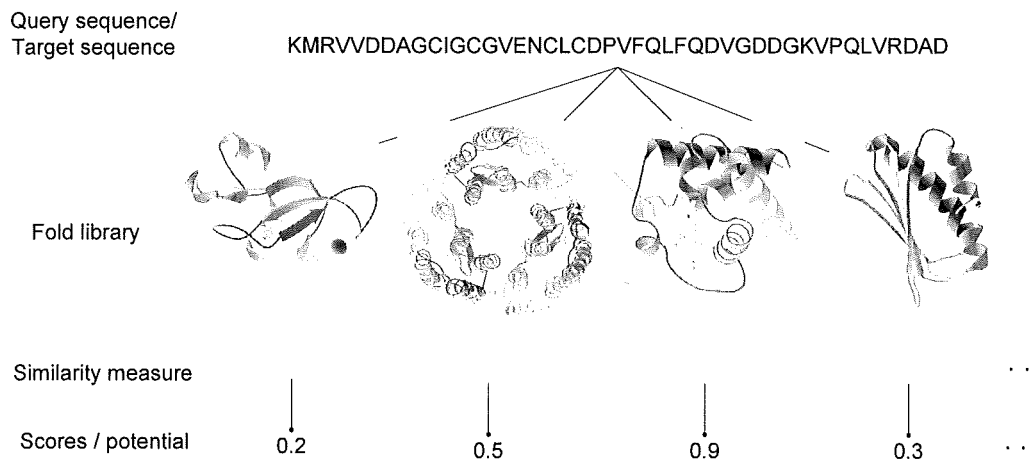 Query sequence/
Target sequence
KMRVVDDAGCIGCGVENCLCDPVFQLFQDVGDDGKVPQLVRDAD
Fold library
Similarity measure
. .
Scores / potential
0.2
0.5
0.9
0.3
. .